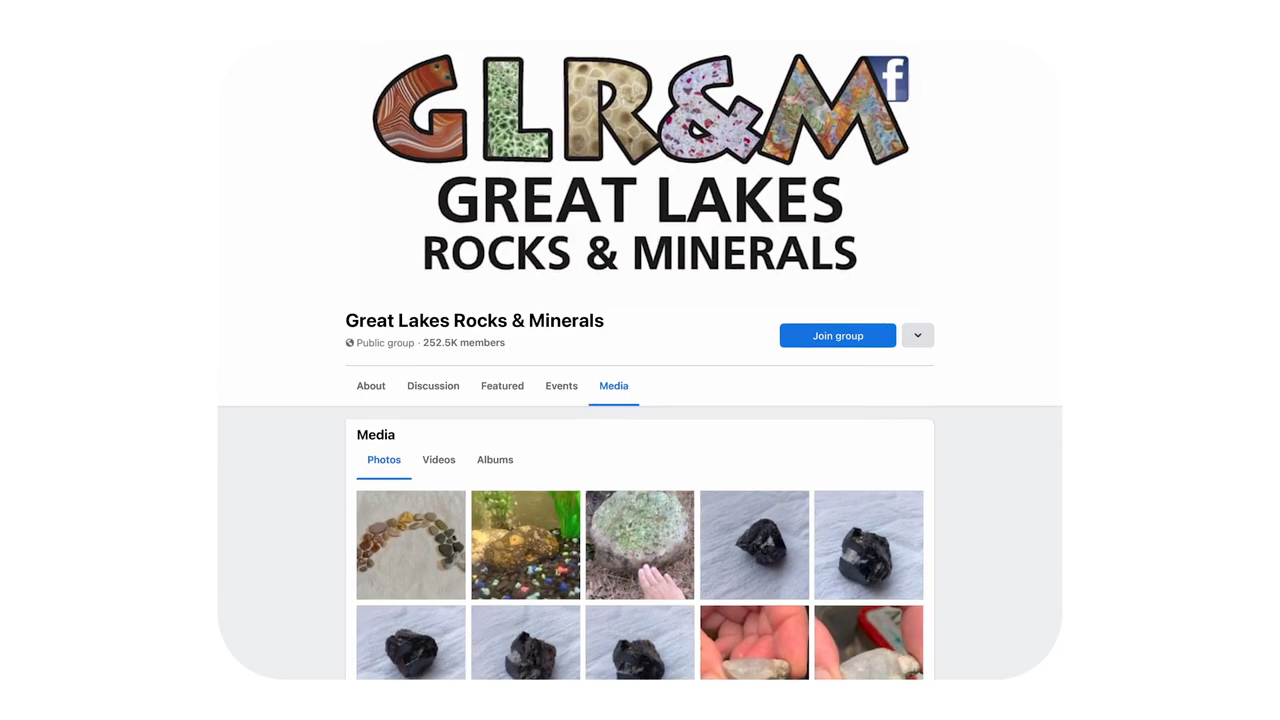 GLR&M
f
GREAT LAKES
ROCKS & MINERALS
Great Lakes Rocks & Minerals
Public group · 252.5K members
Join group
About Discussion Featured Events Media
Media
Photos Videos Albums